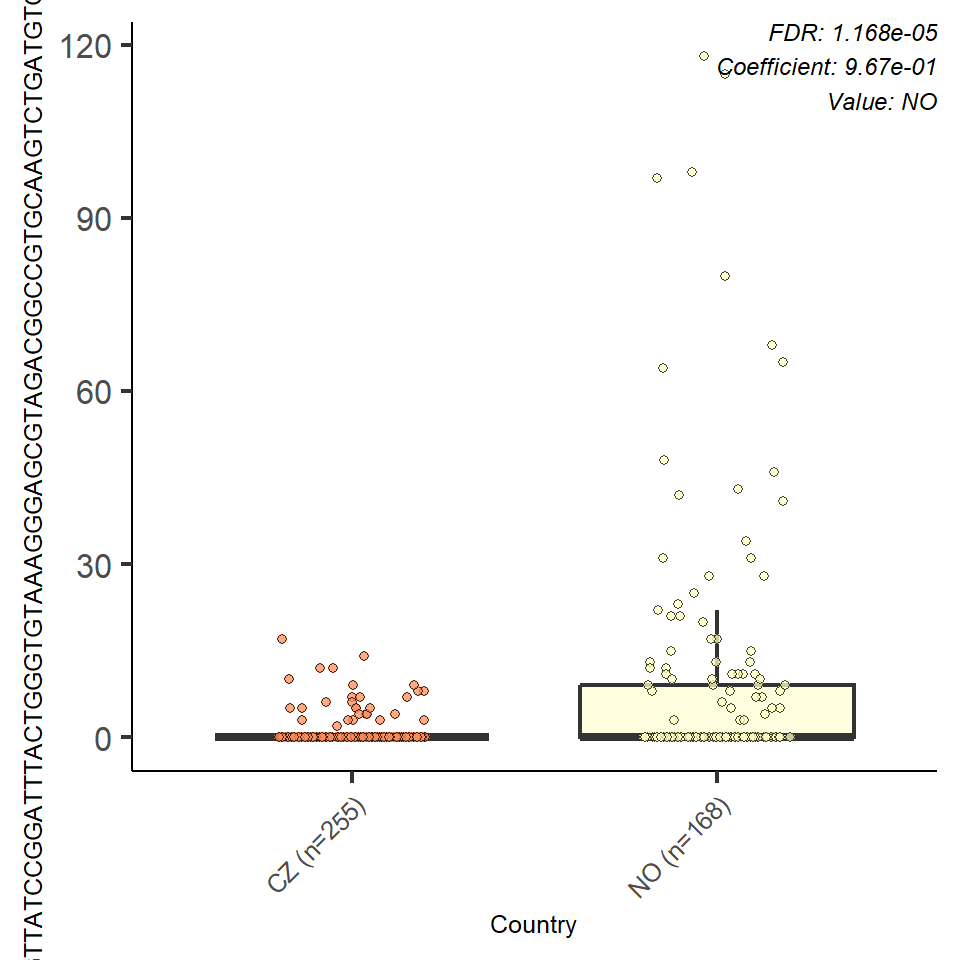 GTTATCCGGATTTACTGGGTGTAAAGGGAGCGTAGACGGCCGTGCAAGTCTGATGTG
120
90
60
30
0
FDR: 1.168e-05
Coefficient: 9.67e-01
Value: NO
CZ (n=255)
NO (n=168)
Country